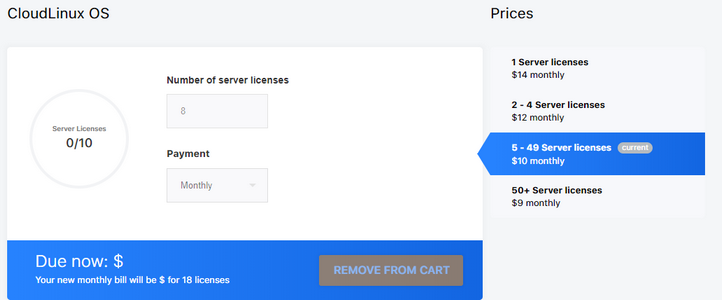 CloudLinux OS
Prices
Number of server licenses
8
Server Licenses
0/10
Payment
Monthly
Due now: $
Your new monthly bill will be $ for 18 licenses
REMOVE FROM CART
1 Server licenses
$14 monthly
2 - 4 Server licenses
$12 monthly
5 - 49 Server licenses current
$10 monthly
50+ Server licenses
$9 monthly